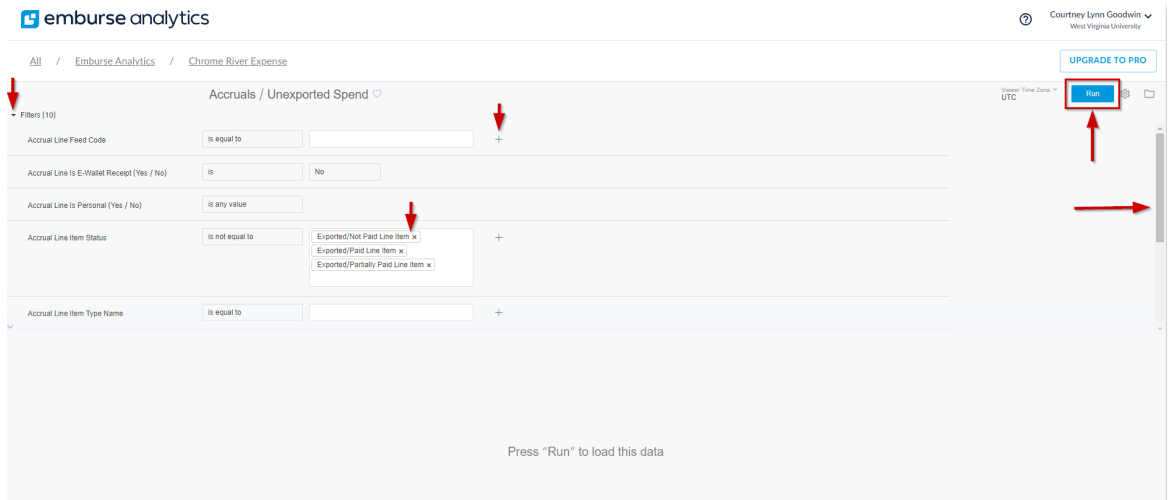 emburse analytics
Courtney Lynn Goodwin
West Virginia University
All / Emburse Analytics / Chrome River Expense
UPGRADE TO PRO
Accruals / Unexported Spend
Viewer Time Zone
UTC
Run
Filters (10)
Accrual Line Feed Code is equal to
Accrual Line Is E-Wallet Receipt (Yes / No) is No
Accrual Line Is Personal (Yes / No) is any value
Accrual Line Item Status is not equal to Exported/Not Paid Line Item ×
Exported/Paid Line Item ×
Exported/Partially Paid Line Item ×
Accrual Line Item Type Name is equal to
Press "Run" to load this data